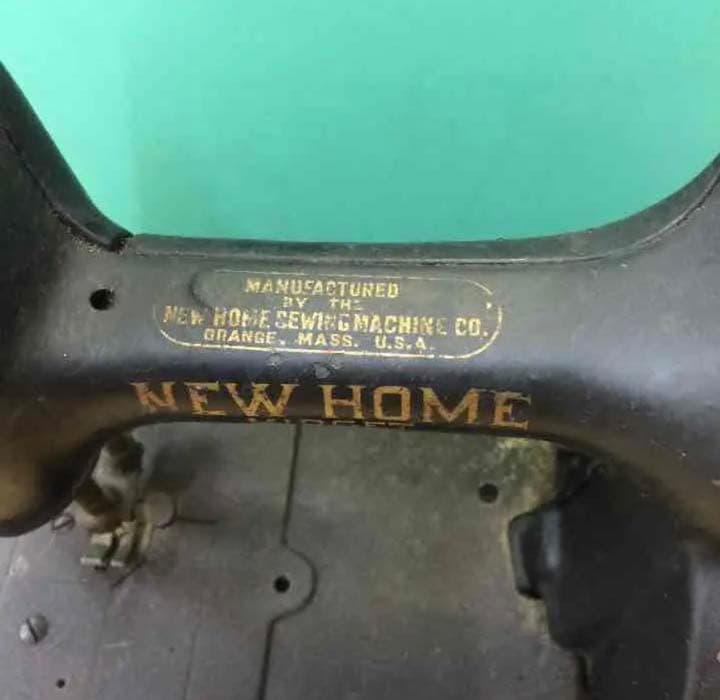 MANUFACTURED
BY THE
NEW HOME SEWING MACHINE CO.
ORANGE, MASS. U.S.A.
NEW HOME